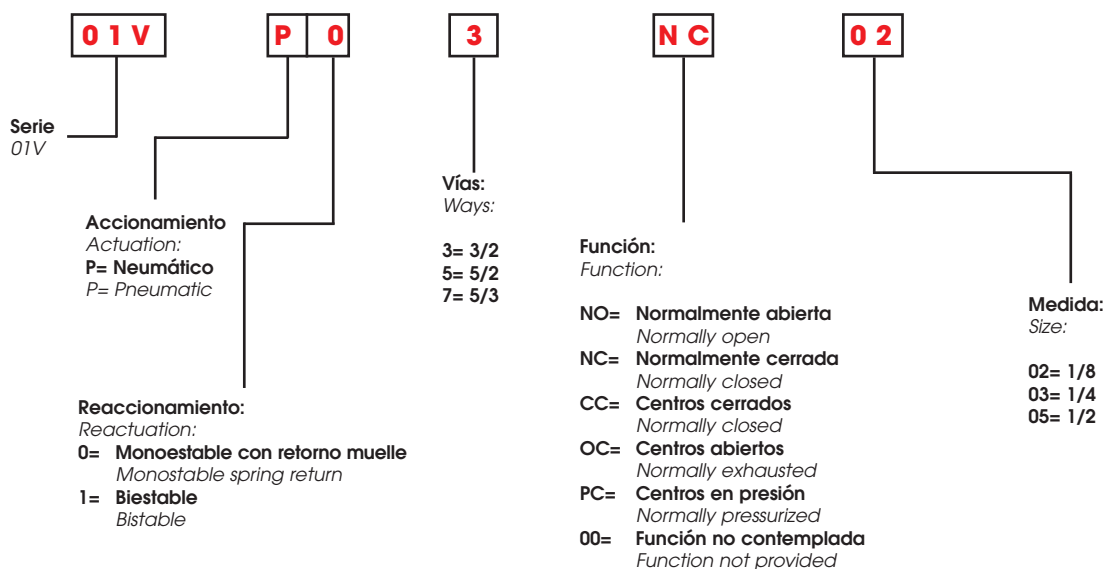 01V P 0 3 NC 02
Serie
01V
Accionamiento
Actuation:
P= Neumático
P= Pneumatic
Reaccionamiento:
Reactuation:
0= Monoestable con retorno muelle
Monostable spring return
1= Biestable
Bistable
Vías:
Ways:
3= 3/2
5= 5/2
7= 5/3
Función:
Function:
NO= Normalmente abierta
Normally open
NC= Normalmente cerrada
Normally closed
CC= Centros cerrados
Normally closed
OC= Centros abiertos
Normally exhausted
PC= Centros en presión
Normally pressurized
00= Función no contemplada
Function not provided
Medida:
Size:
02= 1/8
03= 1/4
05= 1/2